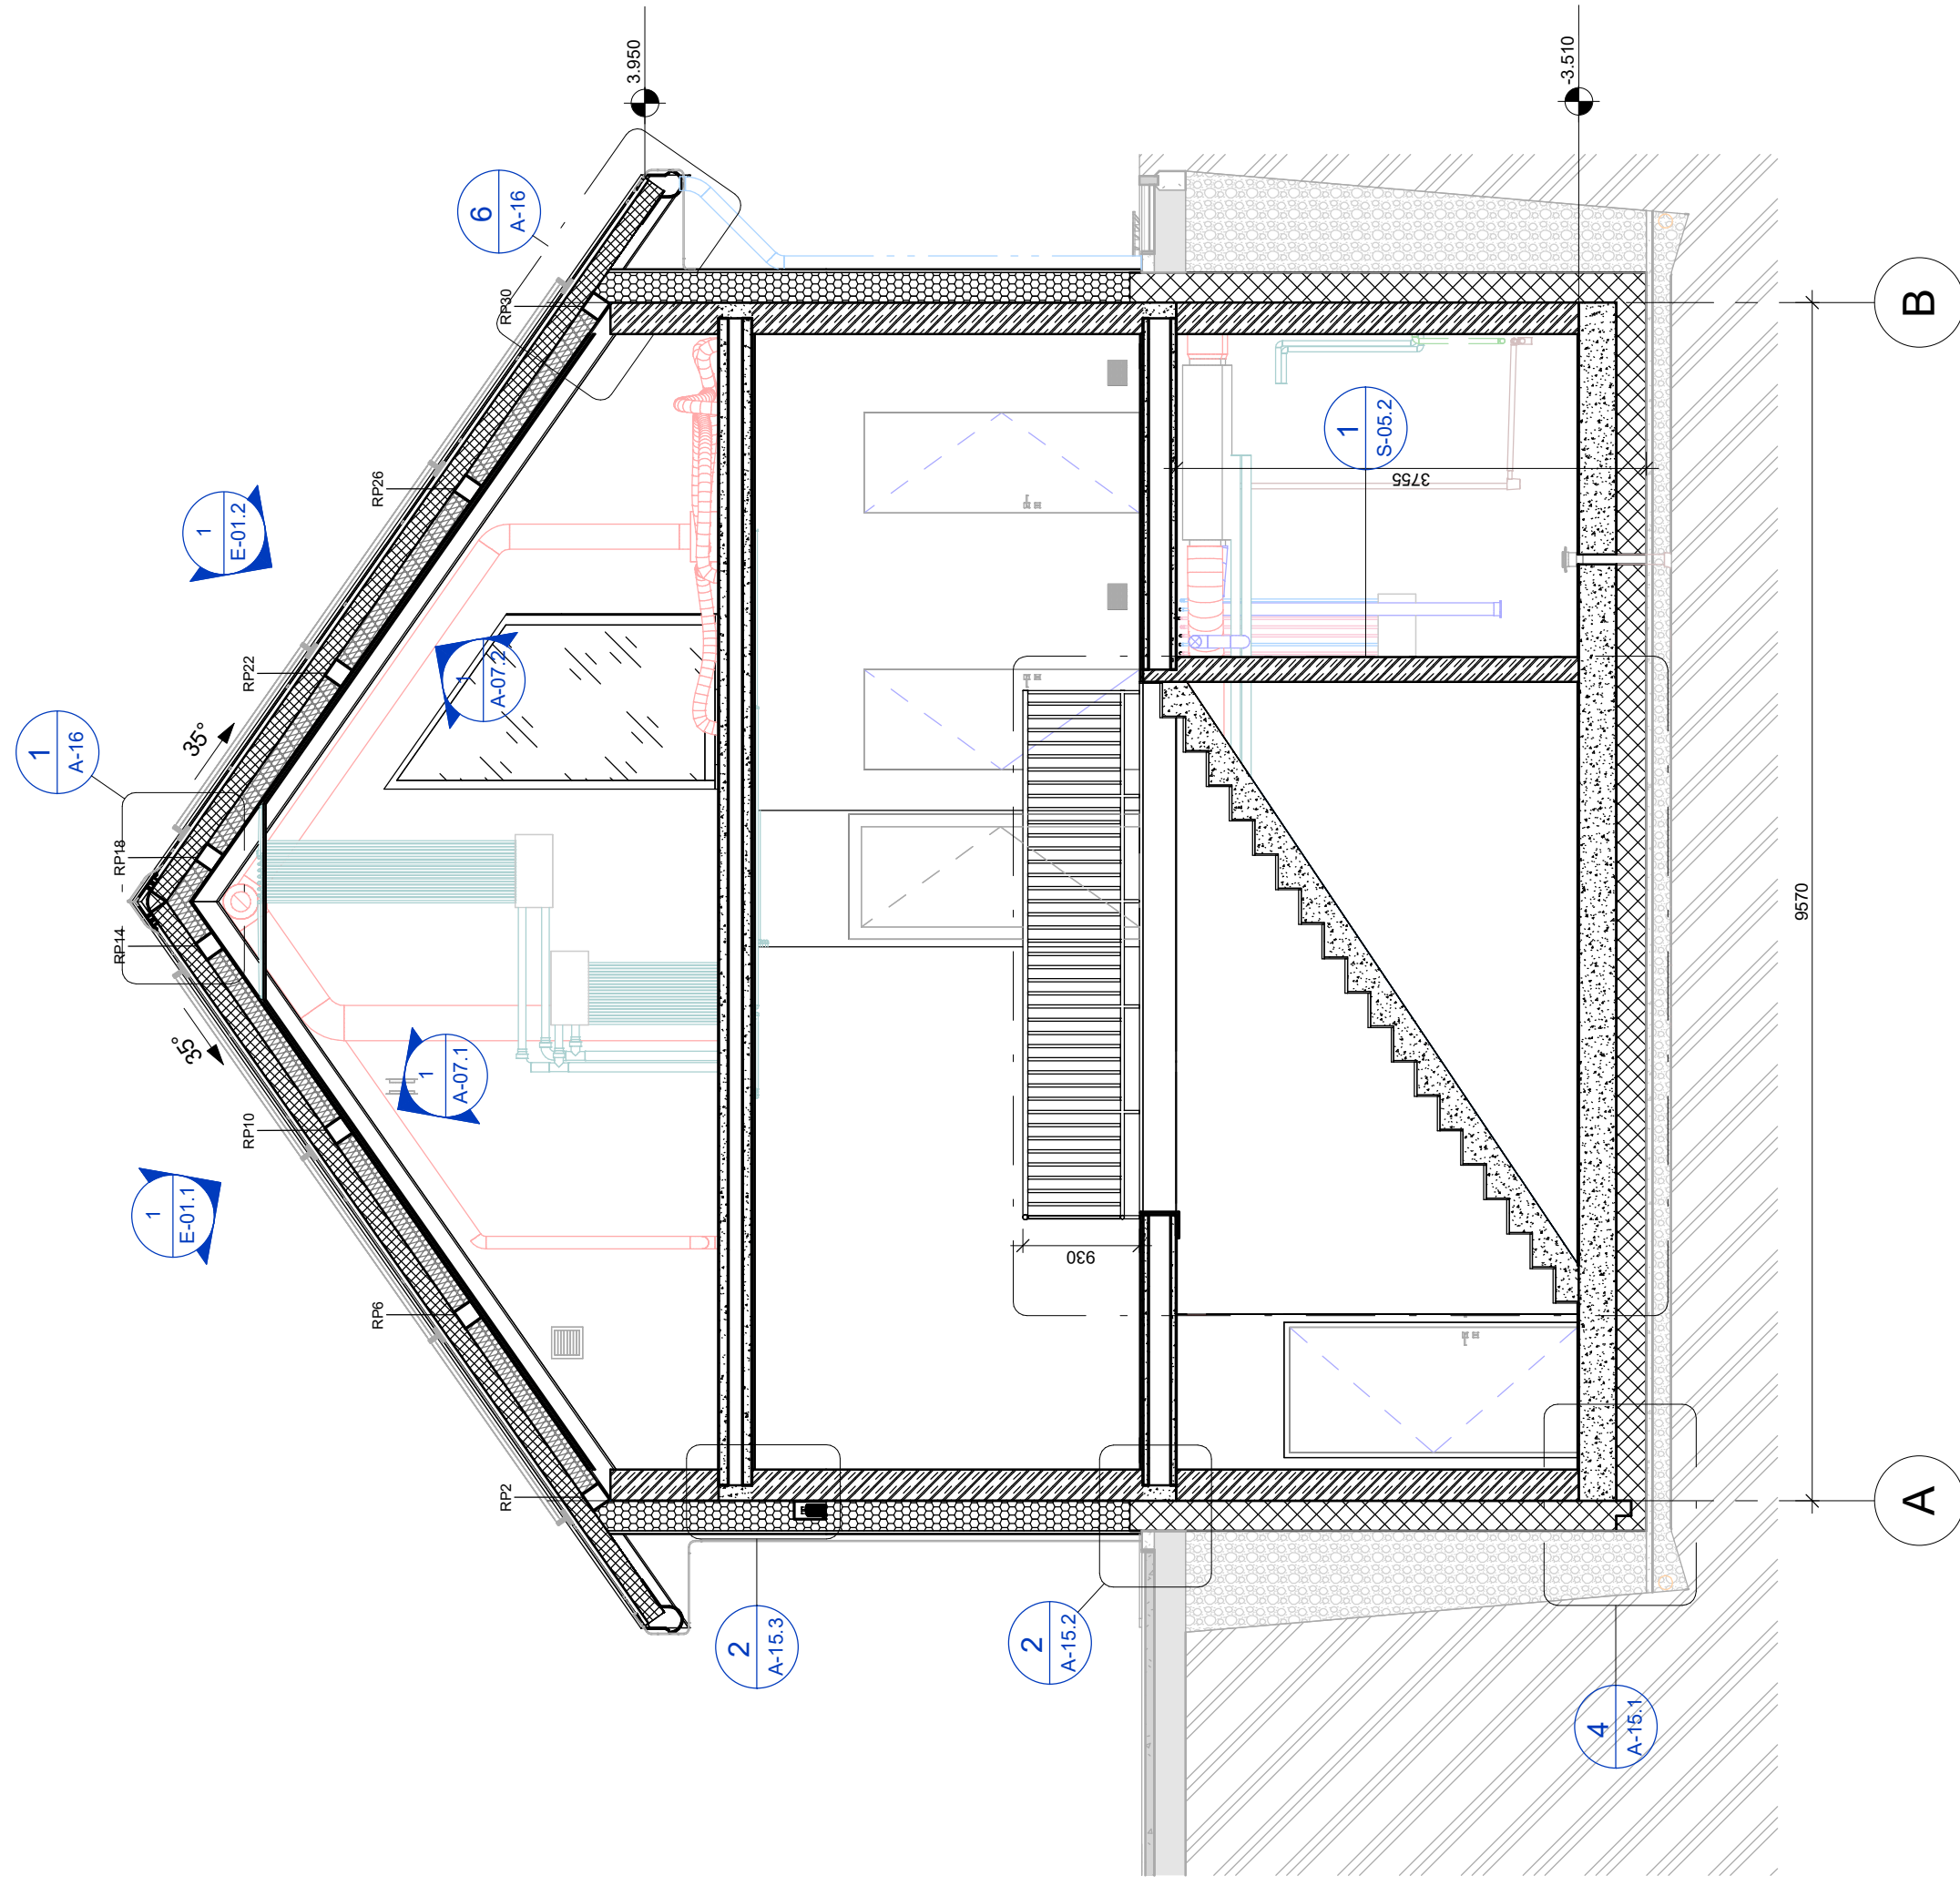 3.950
-3.510
6
A-16
RP30
B
1
S-05.2
3755
RP26
1
E-01.2
RP22
1
A-07.2
35°
1
A-16
RP18
RP14
9570
35°
1
A-07.1
RP10
1
E-01.1
930
RP6
RP2
A
2
A-15.3
2
A-15.2
4
A-15.1